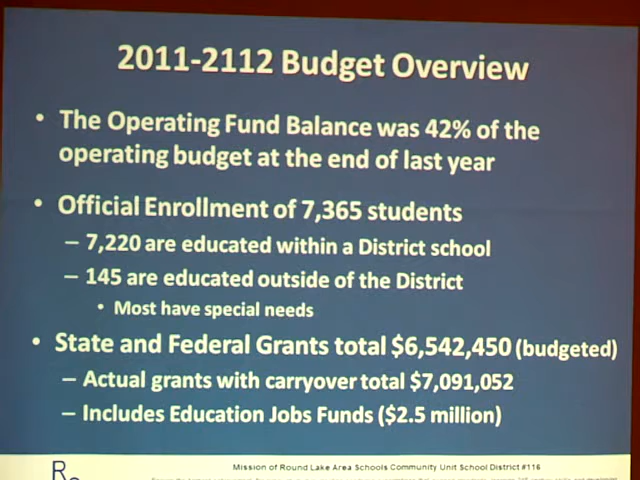 2011-2112 Budget Overview
• The Operating Fund Balance was 42% of the
operating budget at the end of last year
• Official Enrollment of 7,365 students
– 7,220 are educated within a District school
– 145 are educated outside of the District
• Most have special needs
• State and Federal Grants total $6,542,450 (budgeted)
– Actual grants with carryover total $7,091,052
– Includes Education Jobs Funds ($2.5 million)
R
Mission of Round Lake Area Schools Community Unit School District #116